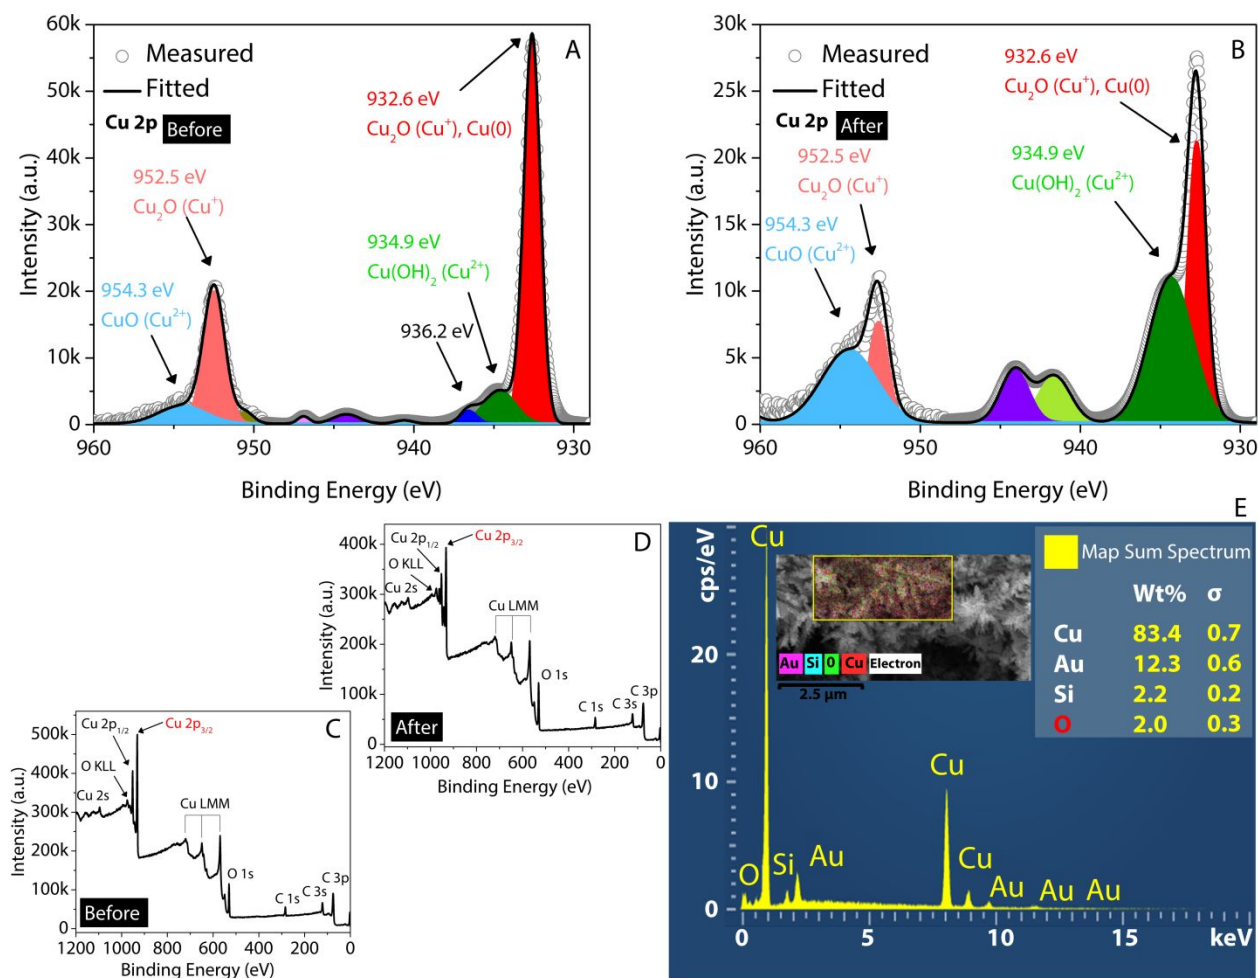 A
60k
50k
40k
30k
20k
10k
0
Intensity (a.u.)
Measured
Fitted
Cu 2p Before
932.6 eV
Cu₂O (Cu⁺), Cu(0)
952.5 eV
Cu₂O (Cu⁺)
934.9 eV
Cu(OH)₂ (Cu²⁺)
954.3 eV
CuO (Cu²⁺)
936.2 eV
960 950 940 930
Binding Energy (eV)
B
30k
25k
20k
15k
10k
5k
0
Intensity (a.u.)
Measured
Fitted
Cu 2p After
932.6 eV
Cu₂O (Cu⁺), Cu(0)
952.5 eV
Cu₂O (Cu⁺)
934.9 eV
Cu(OH)₂ (Cu²⁺)
954.3 eV
CuO (Cu²⁺)
960 950 940 930
Binding Energy (eV)
C
500k
400k
300k
200k
100k
0
Intensity (a.u.)
Cu 2p₁/₂
Cu 2p₃/₂
O KLL
Cu 2s
Cu LMM
O 1s
C 1s
C 3s
C 3p
Before
1200 1000 800 600 400 200 0
Binding Energy (eV)
D
400k
300k
200k
100k
0
Intensity (a.u.)
Cu 2p₁/₂
Cu 2p₃/₂
O KLL
Cu 2s
Cu LMM
O 1s
C 1s
C 3s
C 3p
After
1200 1000 800 600 400 200 0
Binding Energy (eV)
E
cps/eV
20
10
0
Cu
Map Sum Spectrum
Wt% σ
Cu 83.4 0.7
Au 12.3 0.6
Si 2.2 0.2
O 2.0 0.3
Au Si O Cu Electron
2.5 µm
Cu
O
Si
Au
Cu
Au
Au
Au
0 5 10 15 keV